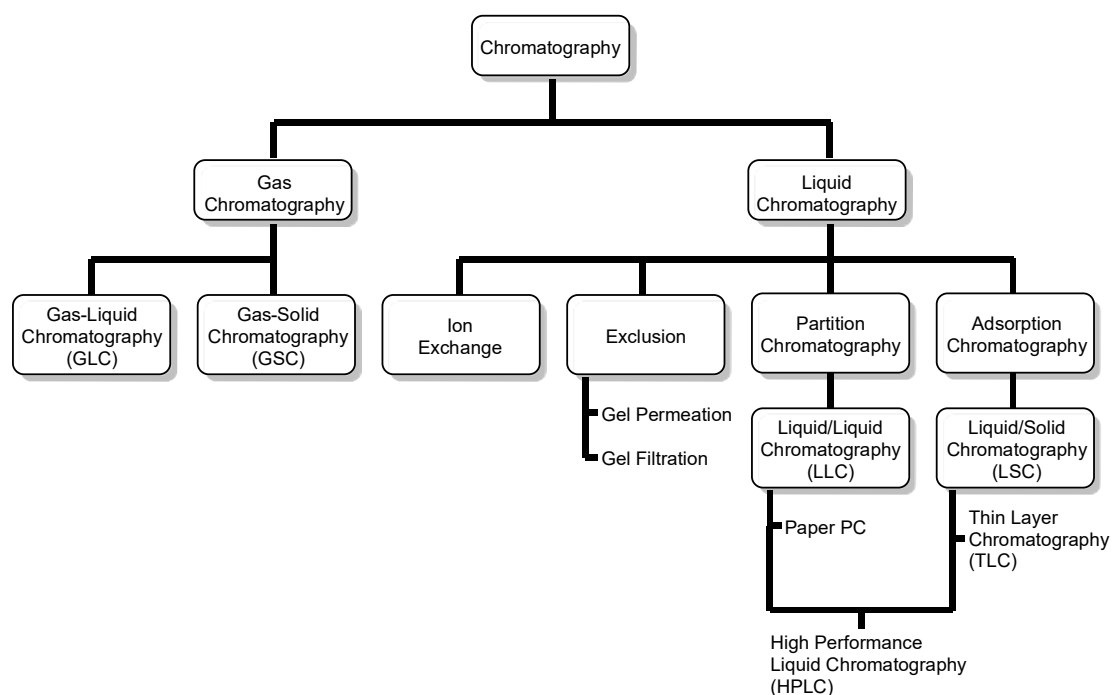 Chromatography
Gas
Chromatography
Liquid
Chromatography
Gas-Liquid
Chromatography
(GLC)
Gas-Solid
Chromatography
(GSC)
Ion
Exchange
Exclusion
Partition
Chromatography
Adsorption
Chromatography
Gel Permeation
Gel Filtration
Liquid/Liquid
Chromatography
(LLC)
Liquid/Solid
Chromatography
(LSC)
Paper PC
Thin Layer
Chromatography
(TLC)
High Performance
Liquid Chromatography
(HPLC)